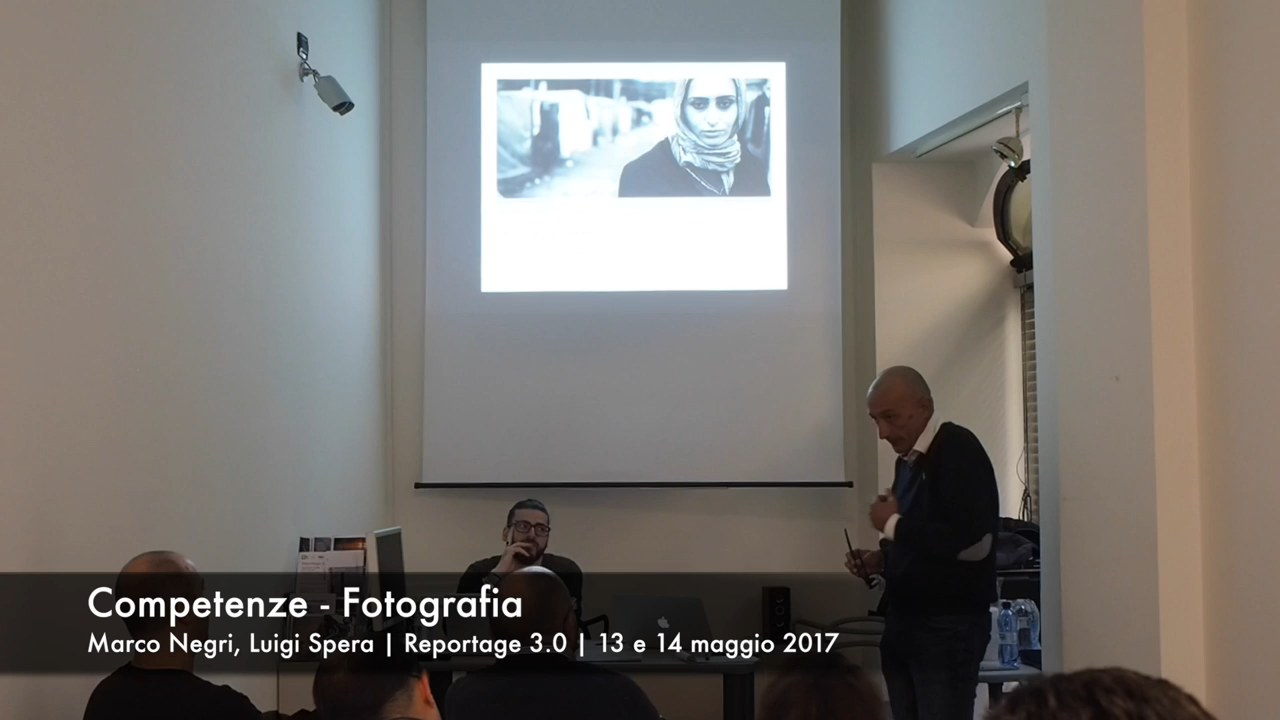 Competenze - Fotografia
Marco Negri, Luigi Spera | Reportage 3.0 | 13 e 14 maggio 2017